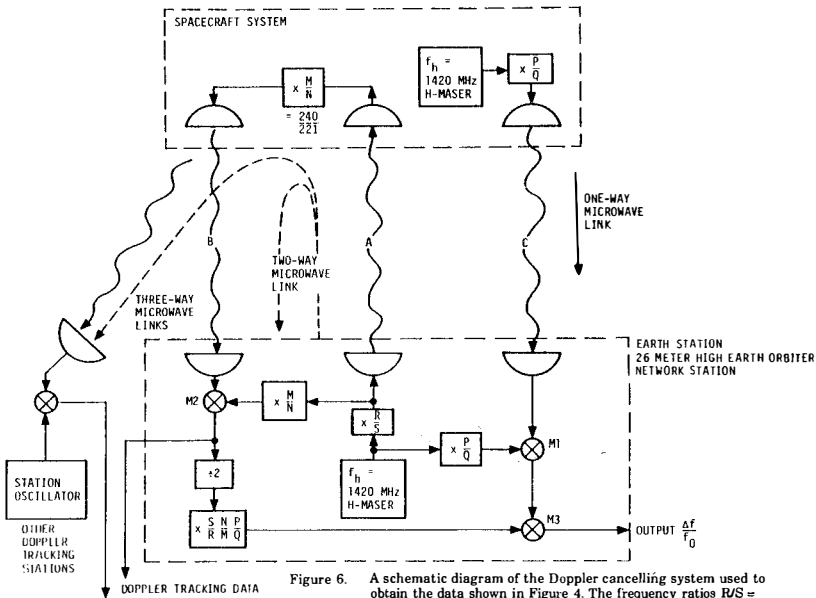 SPACECRAFT SYSTEM
x M/N
= 240/221
f_h =
1420 MHz
H-MASER
x P/Q
ONE-WAY
MICROWAVE
LINK
B
A
C
TWO-WAY
MICROWAVE
LINK
THREE-WAY
MICROWAVE
LINKS
EARTH STATION
26 METER HIGH EARTH ORBITER
NETWORK STATION
M2
x M/N
x R/S
x P/Q
M1
STATION
OSCILLATOR
÷2
f_h =
1420 MHz
H-MASER
x S/R N/M P/Q
M3
OUTPUT Δf/f_0
OTHER
DOPPLER
TRACKING
STATIONS
DOPPLER TRACKING DATA
Figure 6. A schematic diagram of the Doppler cancelling system used to
obtain the data shown in Figure 4. The frequency ratios R/S =